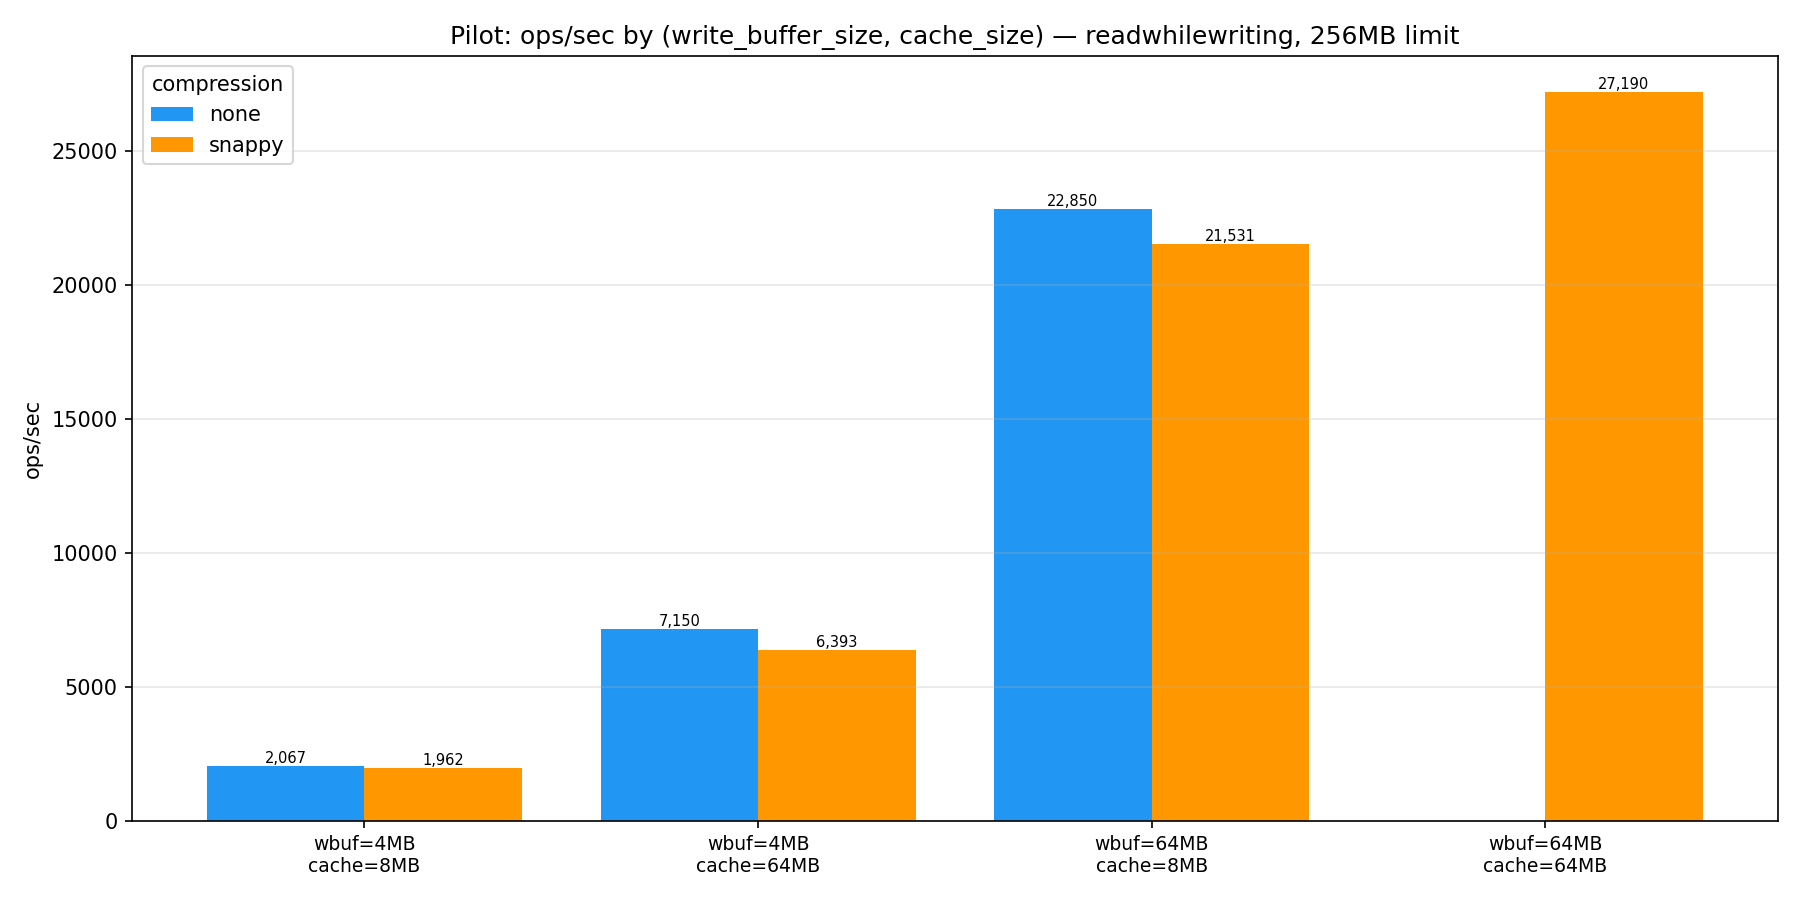 Pilot: ops/sec by (write_buffer_size, cache_size) — readwhilewriting, 256MB limit
compression
none
snappy
ops/sec
25000
20000
15000
10000
5000
0
2,067
1,962
7,150
6,393
22,850
21,531
27,190
wbuf=4MB
cache=8MB
wbuf=4MB
cache=64MB
wbuf=64MB
cache=8MB
wbuf=64MB
cache=64MB